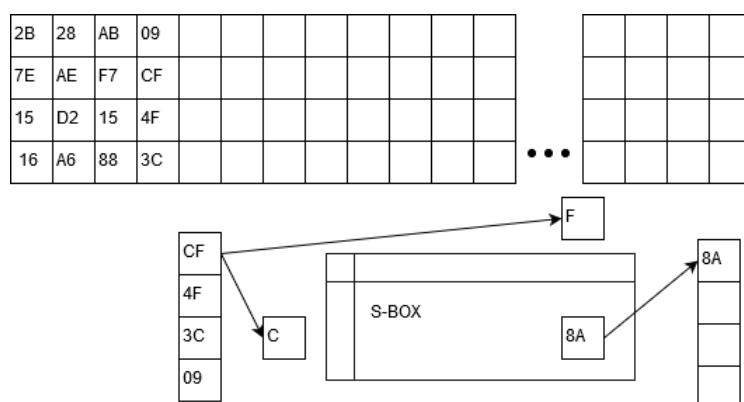 2B 28 AB 09
7E AE F7 CF
15 D2 15 4F
16 A6 88 3C
F
CF
8A
4F
S-BOX
3C C 8A
09